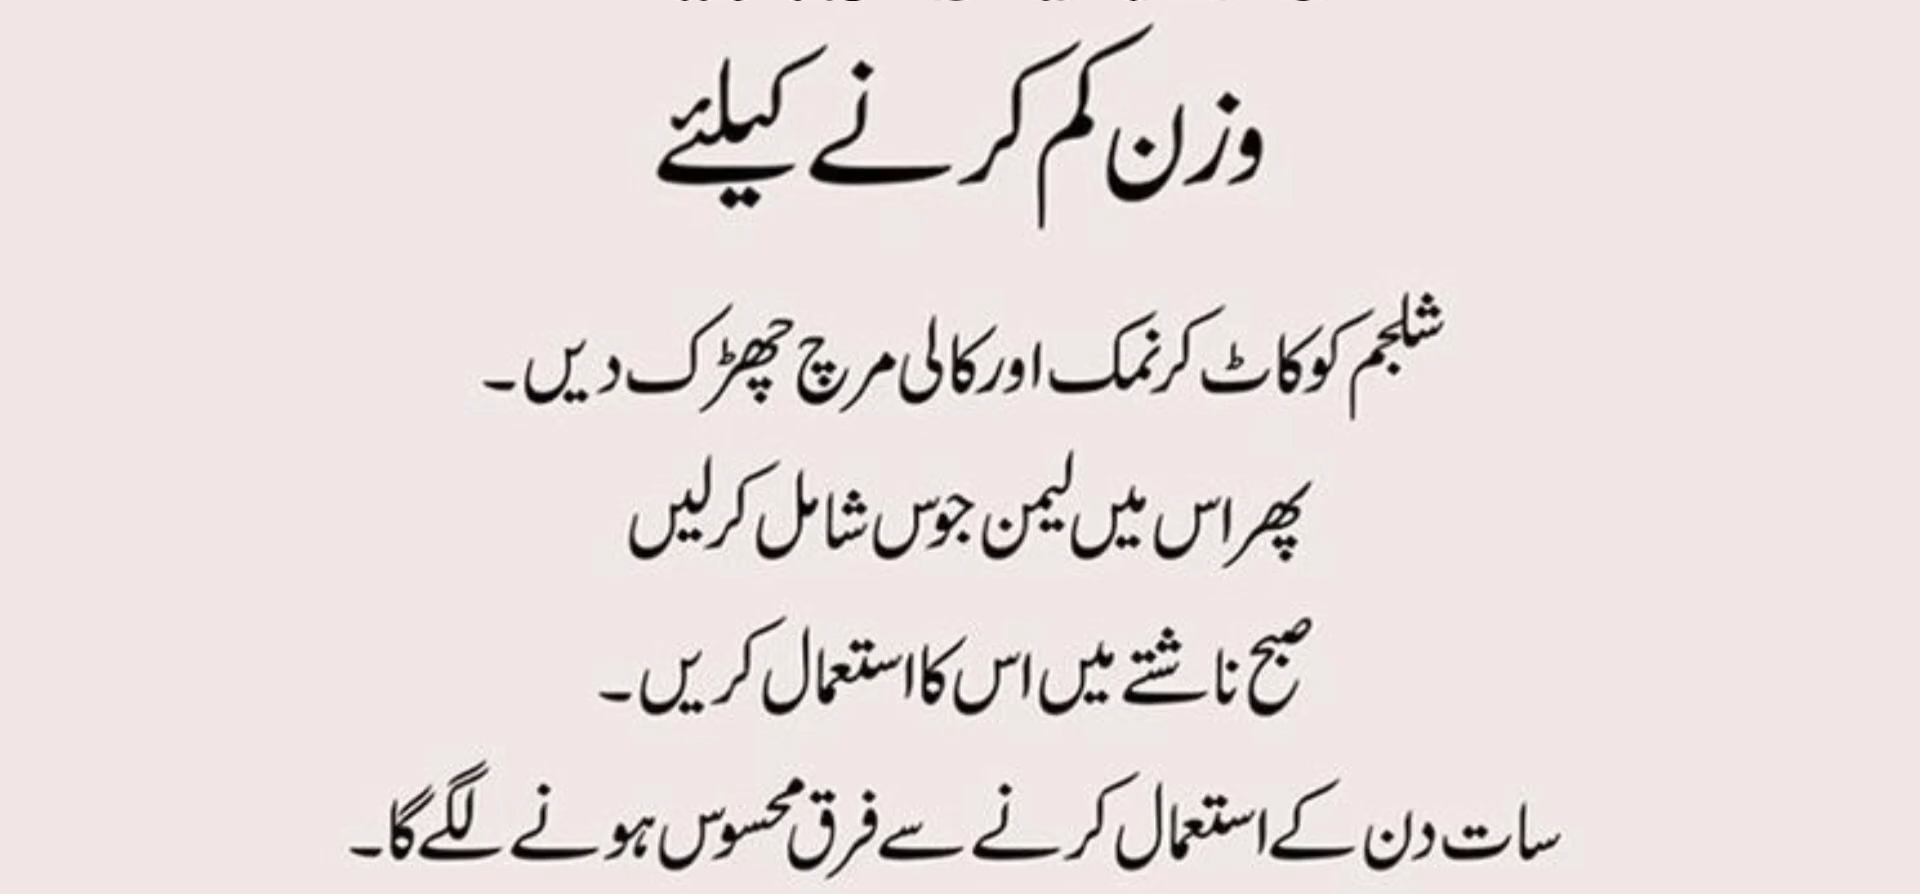 وزن کم کرنے کیلئے
شلجم کو کاٹ کر نمک اور کالی مرچ چھڑک دیں۔
پھر اس میں لیمن جوس شامل کر لیں
صبح ناشتے میں اس کا استعمال کریں۔
سات دن کے استعمال کرنے سے فرق محسوس ہونے لگے گا۔